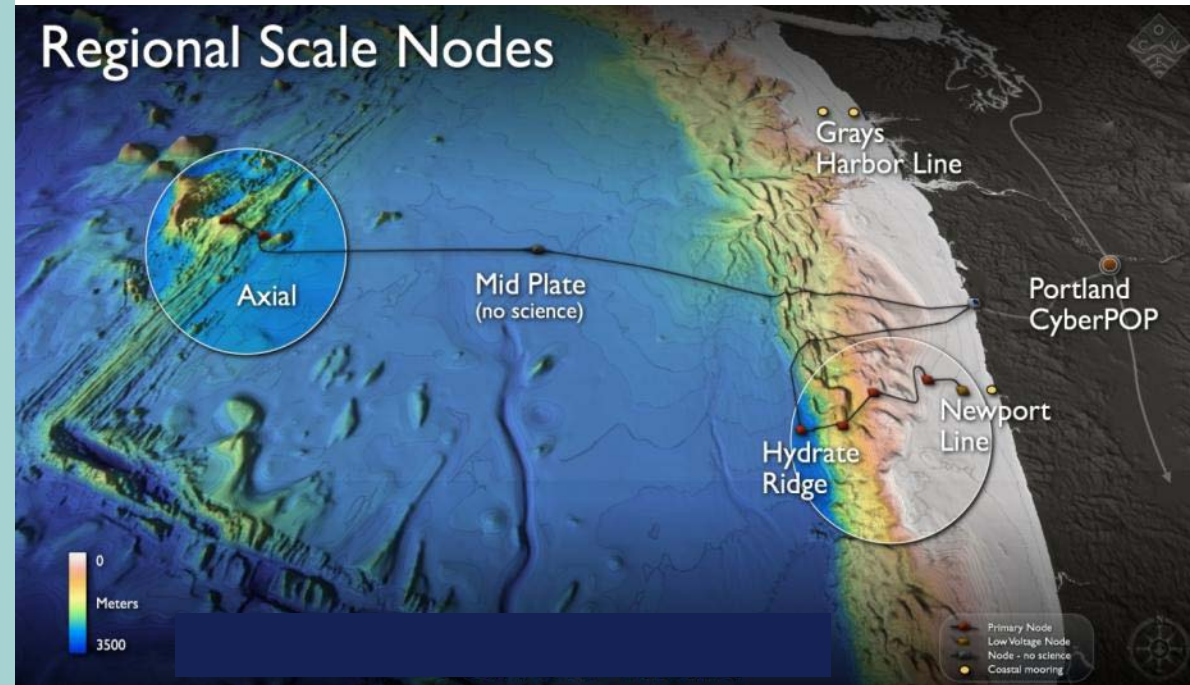 Regional Scale Nodes
Grays
Harbor Line
Axial
Mid Plate
(no science)
Portland
CyberPOP
Newport
Line
Hydrate
Ridge
0
Meters
3500
Primary Node
Low Voltage Node
Node - no science
Coastal mooring